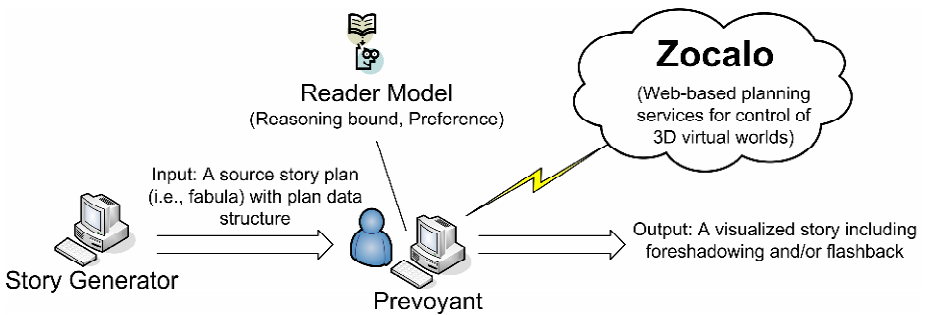 Zocalo
(Web-based planning
services for control of
3D virtual worlds)
Reader Model
(Reasoning bound, Preference)
Input: A source story plan
(i.e., fabula) with plan data
structure
Story Generator
Prevoyant
Output: A visualized story including
foreshadowing and/or flashback